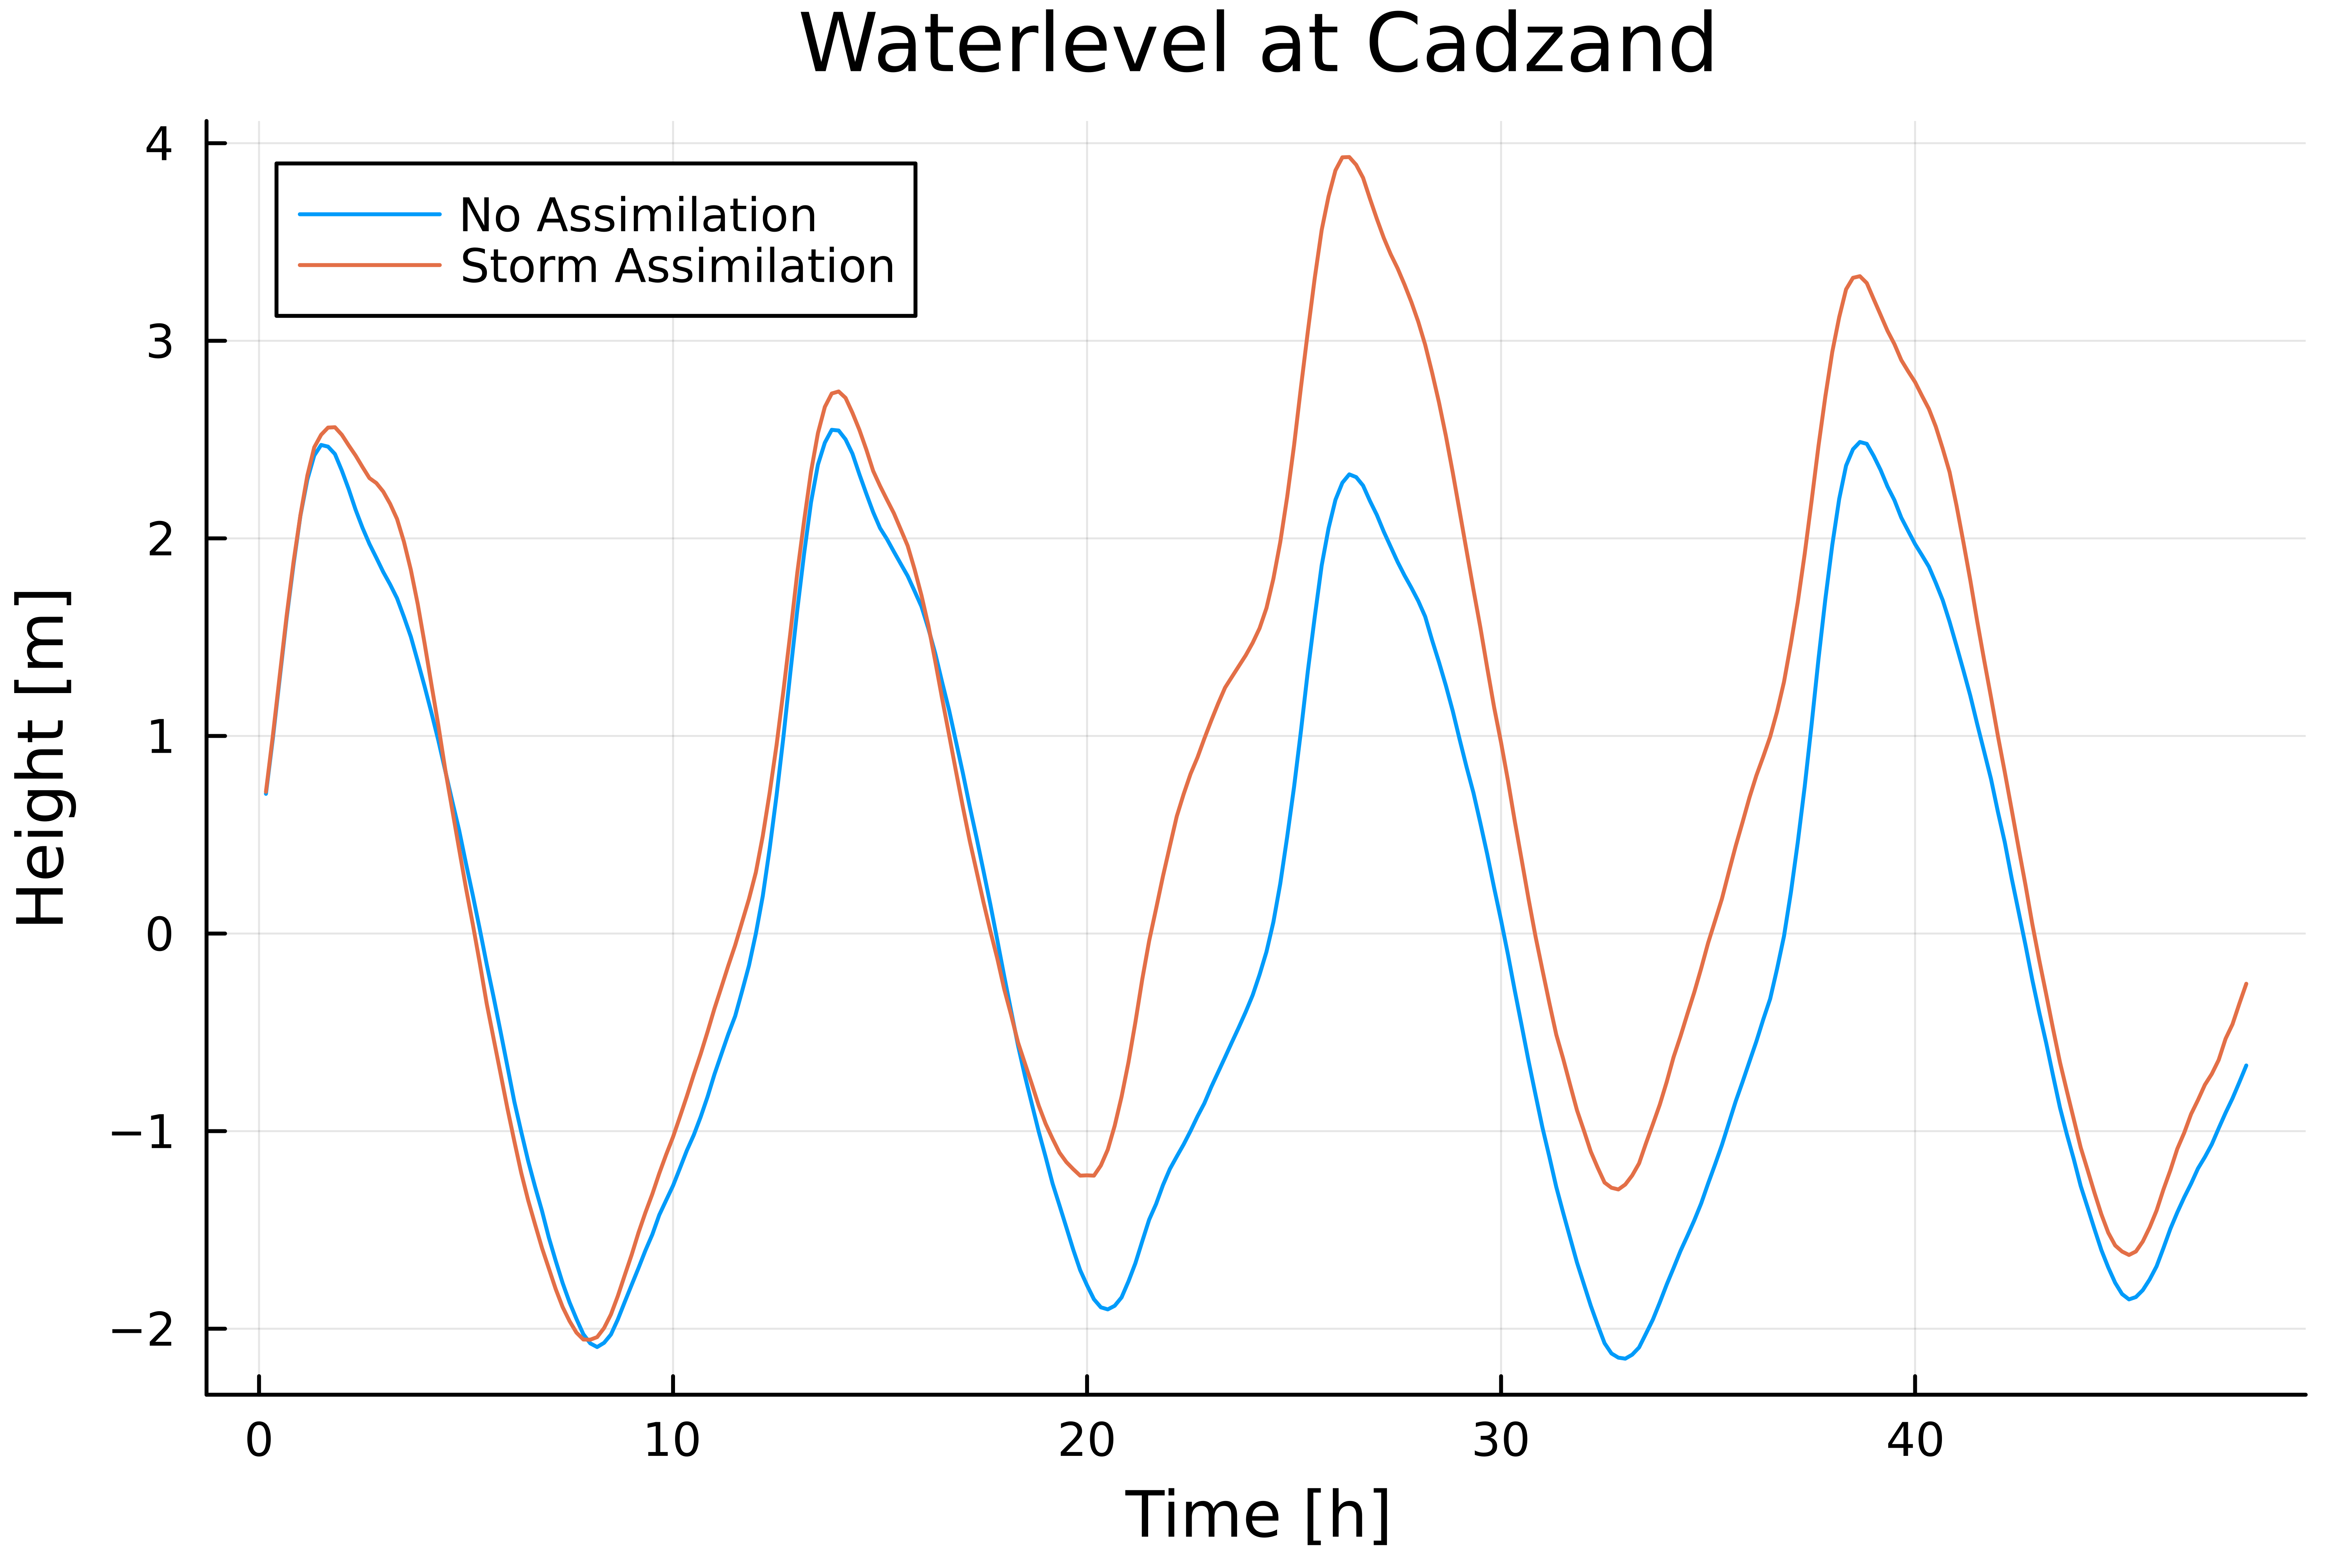 Waterlevel at Cadzand
No Assimilation
Storm Assimilation
4
3
2
1
0
−1
−2
Height [m]
0 10 20 30 40
Time [h]